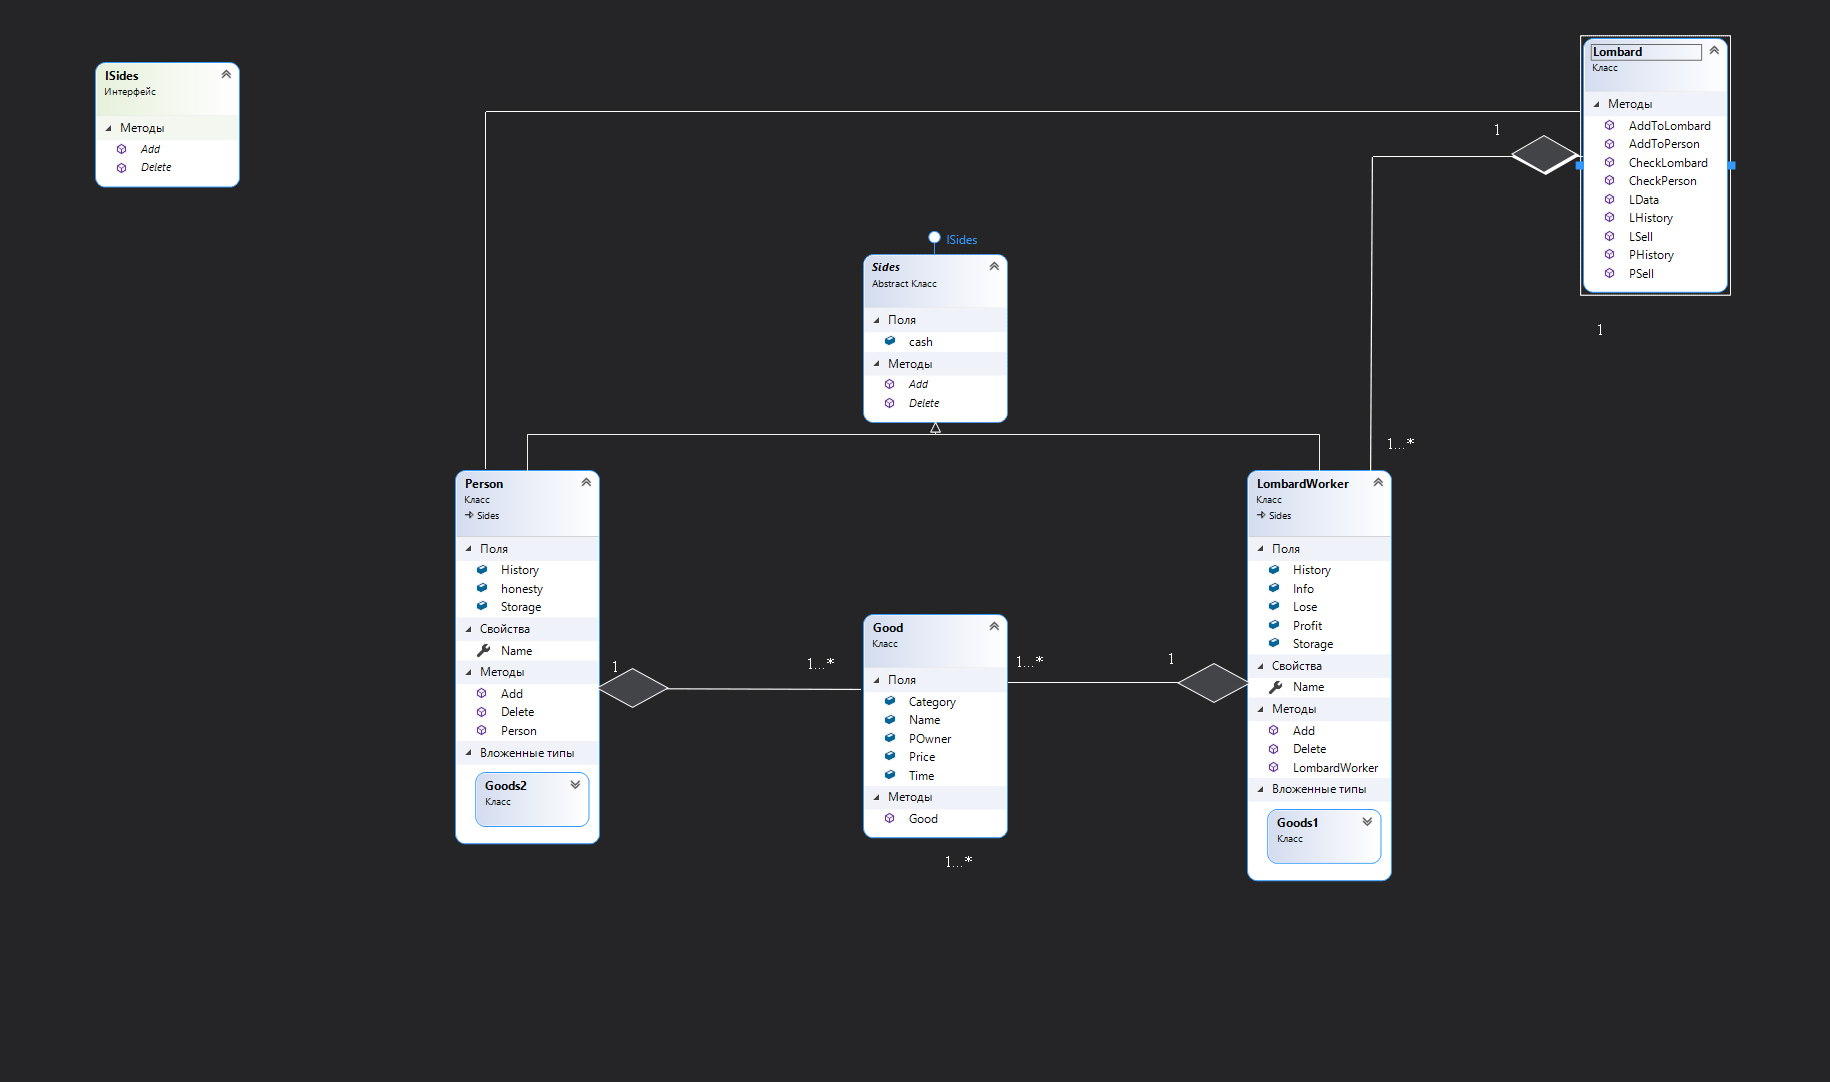 ISides
Интерфейс
Методы
Add
Delete
Lombard
Класс
Методы
AddToLombard
AddToPerson
CheckLombard
CheckPerson
LData
LHistory
LSell
PHistory
PSell
1
1
1...*
ISides
Sides
Abstract Класс
Поля
cash
Методы
Add
Delete
Person
Класс
Sides
Поля
History
honesty
Storage
Свойства
Name
Методы
Add
Delete
Person
Вложенные типы
Goods2
Класс
1
1...*
Good
Класс
Поля
Category
Name
POwner
Price
Time
Методы
Good
1...*
1...*
1
LombardWorker
Класс
Sides
Поля
History
Info
Lose
Profit
Storage
Свойства
Name
Методы
Add
Delete
LombardWorker
Вложенные типы
Goods1
Класс